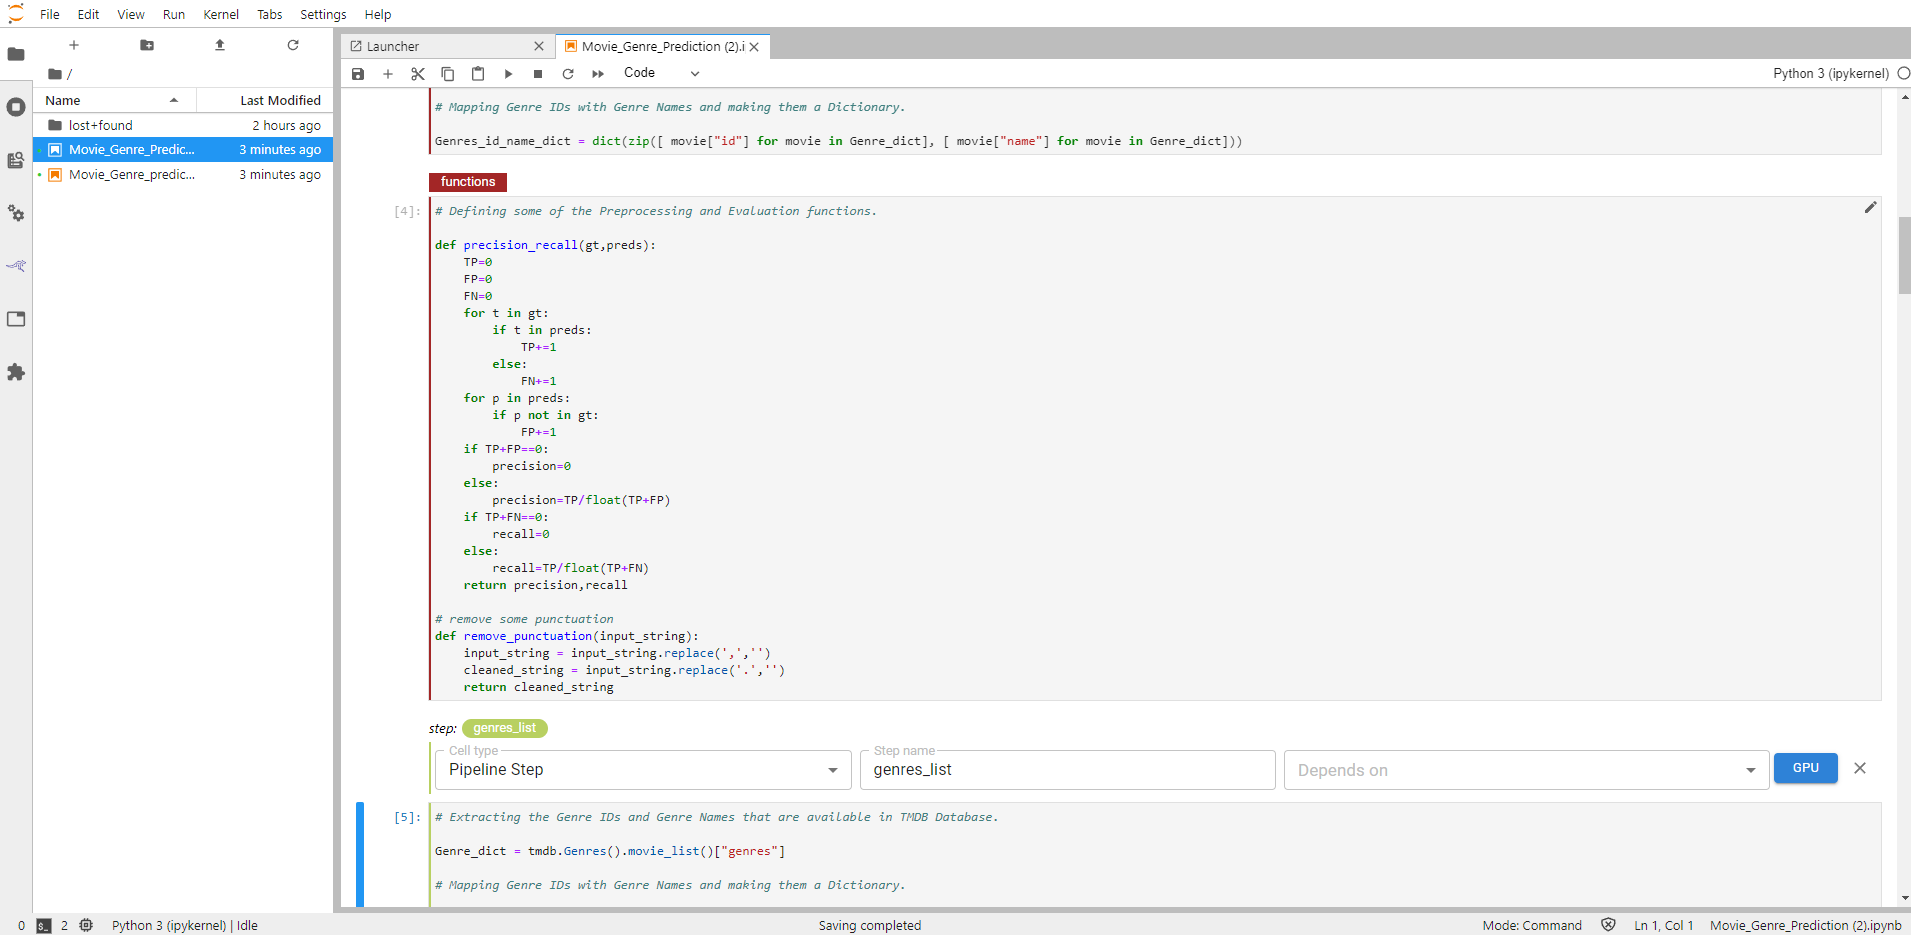 File Edit View Run Kernel Tabs Settings Help
Launcher
Movie_Genre_Prediction (2).i
/
Code
Python 3 (ipykernel)
Name Last Modified
lost+found 2 hours ago
Movie_Genre_Predic... 3 minutes ago
Movie_Genre_predic... 3 minutes ago
# Mapping Genre IDs with Genre Names and making them a Dictionary.
Genres_id_name_dict = dict(zip([ movie["id"] for movie in Genre_dict], [ movie["name"] for movie in Genre_dict]))
functions
[4]:
# Defining some of the Preprocessing and Evaluation functions.
def precision_recall(gt,preds):
    TP=0
    FP=0
    FN=0
    for t in gt:
        if t in preds:
            TP+=1
        else:
            FN+=1
    for p in preds:
        if p not in gt:
            FP+=1
    if TP+FP==0:
        precision=0
    else:
        precision=TP/float(TP+FP)
    if TP+FN==0:
        recall=0
    else:
        recall=TP/float(TP+FN)
    return precision,recall
# remove some punctuation
def remove_punctuation(input_string):
    input_string = input_string.replace(',','')
    cleaned_string = input_string.replace('.','')
    return cleaned_string
step: genres_list
Cell type Step name
Pipeline Step genres_list Depends on GPU
[5]:
# Extracting the Genre IDs and Genre Names that are available in TMDB Database.
Genre_dict = tmdb.Genres().movie_list()["genres"]
# Mapping Genre IDs with Genre Names and making them a Dictionary.
0 $_ 2 Python 3 (ipykernel) | Idle Saving completed Mode: Command Ln 1, Col 1 Movie_Genre_Prediction (2).ipynb